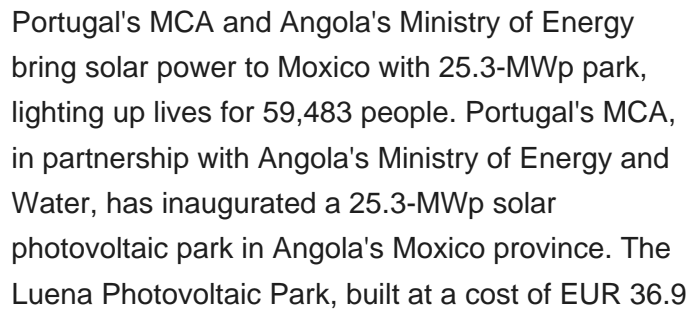 Portugal's MCA and Angola's Ministry of Energy
bring solar power to Moxico with 25.3-MWp park,
lighting up lives for 59,483 people. Portugal's MCA,
in partnership with Angola's Ministry of Energy and
Water, has inaugurated a 25.3-MWp solar
photovoltaic park in Angola's Moxico province. The
Luena Photovoltaic Park, built at a cost of EUR 36.9